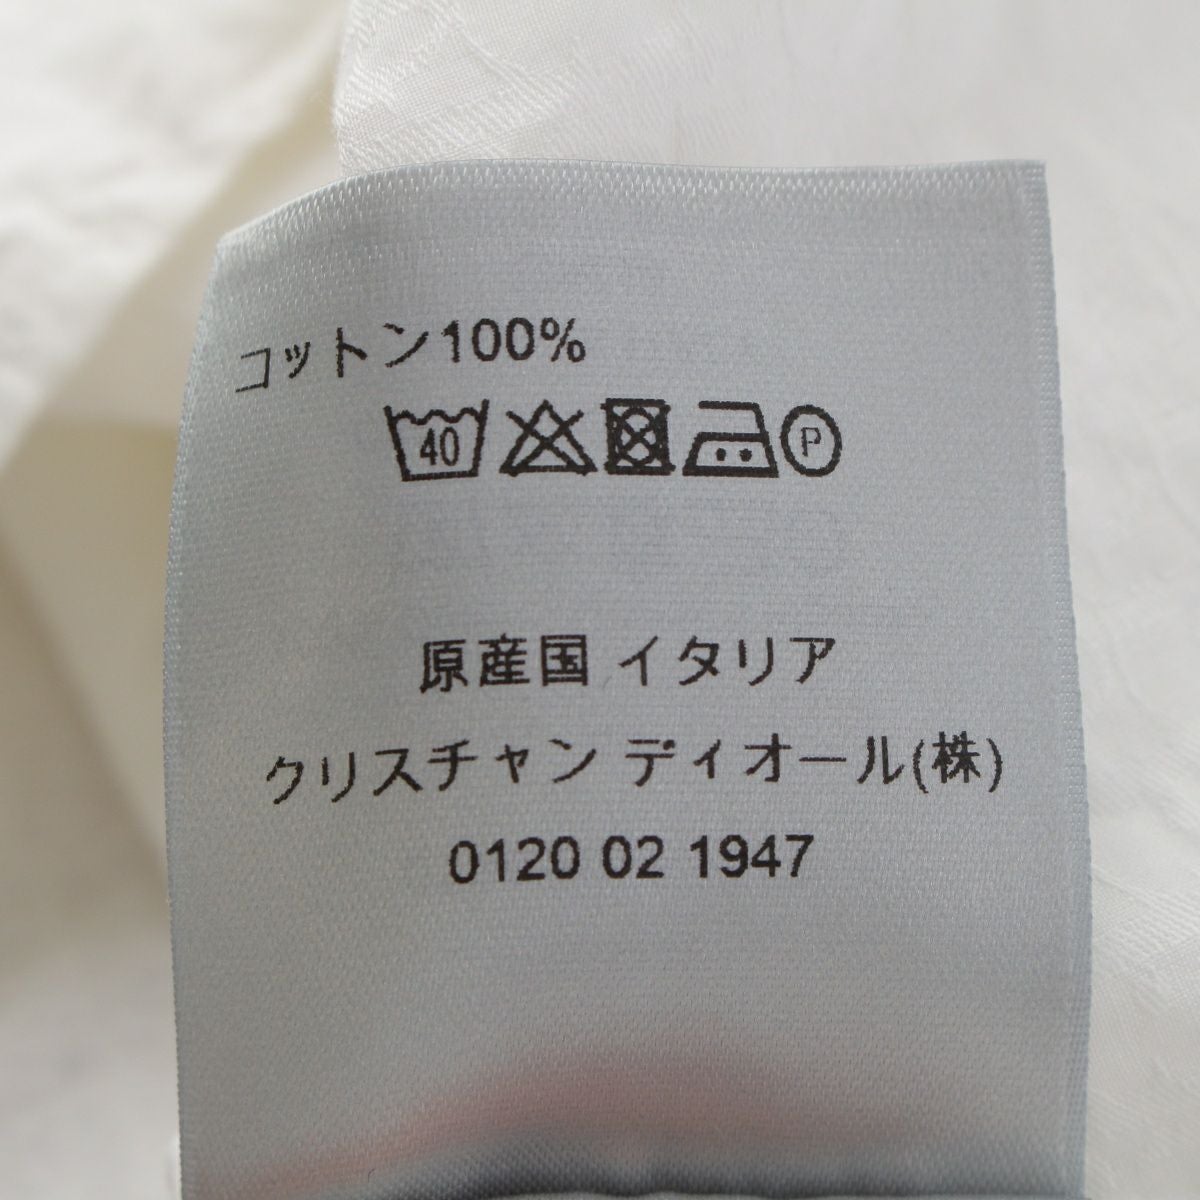 コットン100%
40 P
原産国 イタリア
クリスチャン ディオール(株)
0120 02 1947